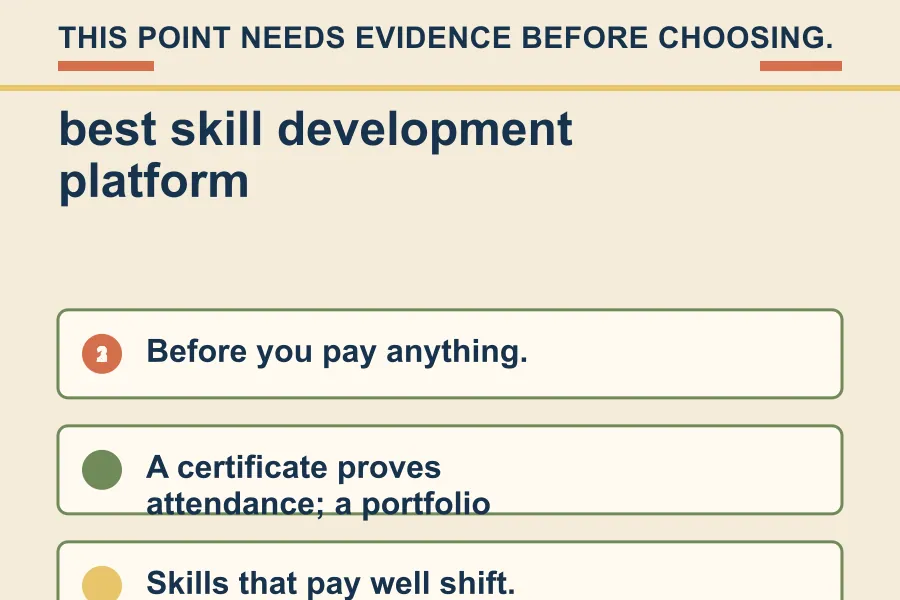 THIS POINT NEEDS EVIDENCE BEFORE CHOOSING.
best skill development
platform
Before you pay anything.
A certificate proves
attendance; a portfolio
Skills that pay well shift.